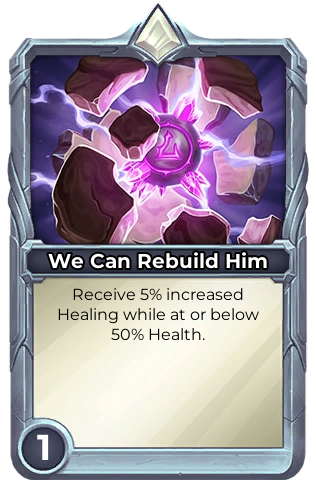 We Can Rebuild Him
Receive 5% increased
Healing while at or below
50% Health.
1